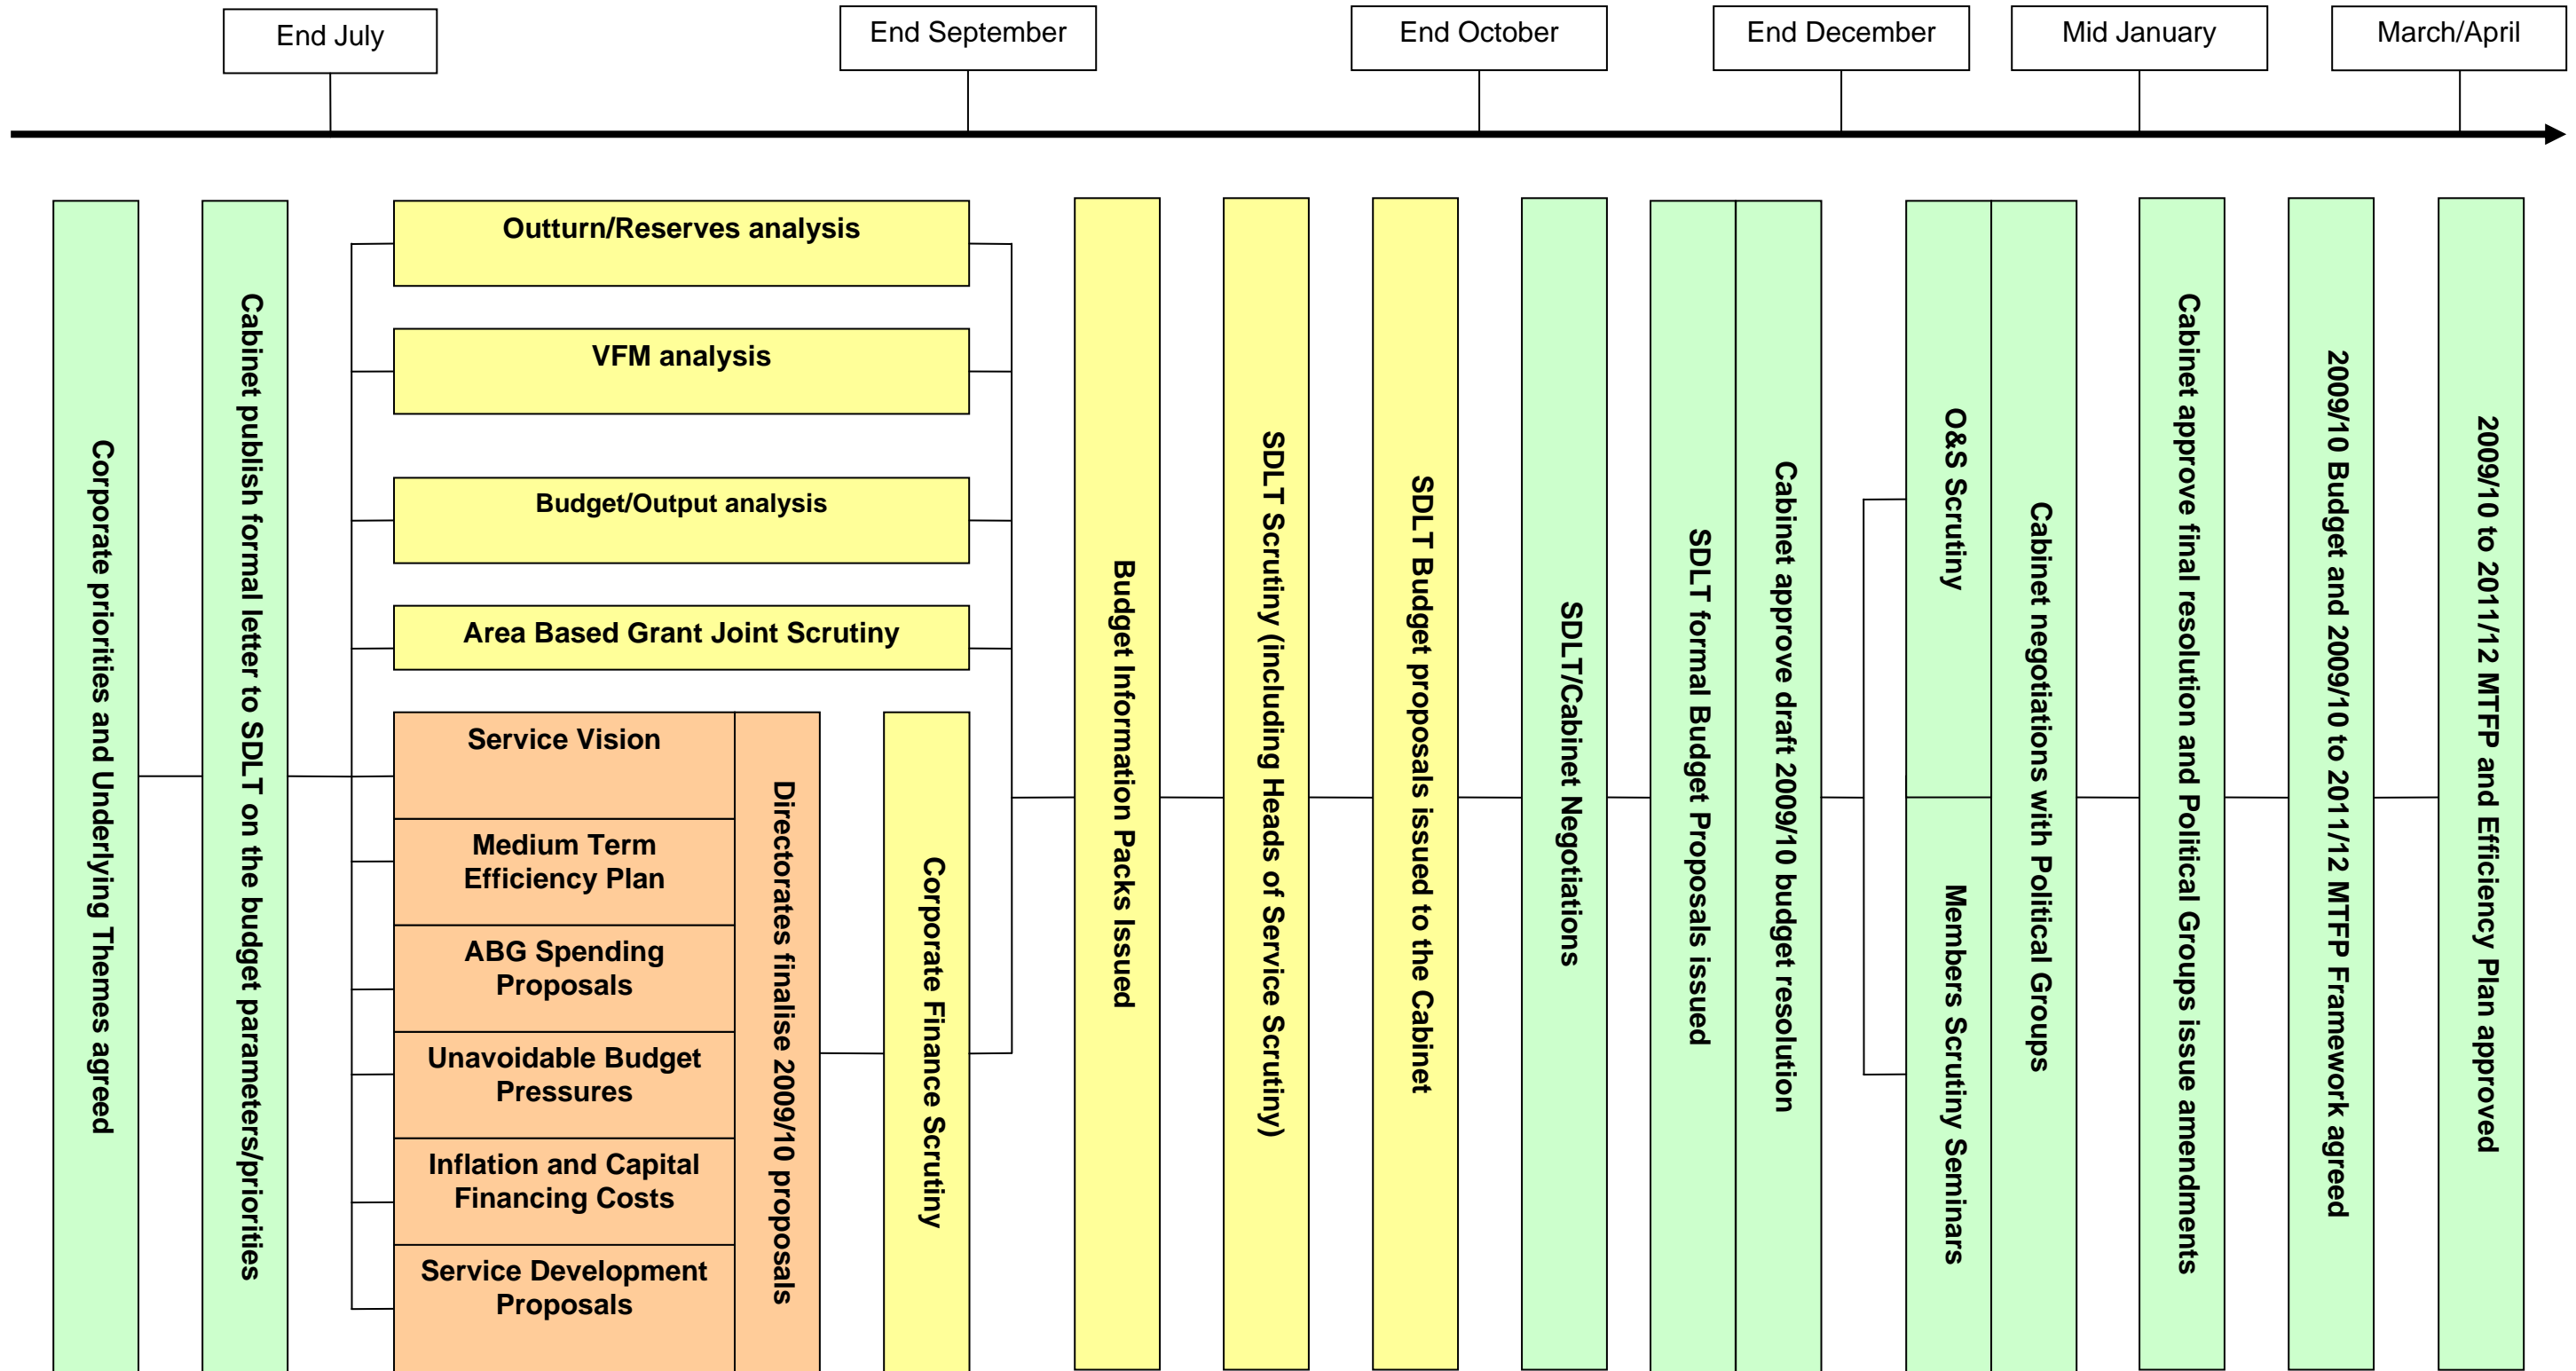 End July
End September
End October
End December
Mid January
March/April
Corporate priorities and Underlying Themes agreed
Cabinet publish formal letter to SDLT on the budget parameters/priorities
Outturn/Reserves analysis
VFM analysis
Budget/Output analysis
Area Based Grant Joint Scrutiny
Service Vision
Medium Term
Efficiency Plan
ABG Spending
Proposals
Unavoidable Budget
Pressures
Inflation and Capital
Financing Costs
Service Development
Proposals
Directorates finalise 2009/10 proposals
Corporate Finance Scrutiny
Budget Information Packs Issued
SDLT Scrutiny (including Heads of Service Scrutiny)
SDLT Budget proposals issued to the Cabinet
SDLT/Cabinet Negotiations
SDLT formal Budget Proposals issued
Cabinet approve draft 2009/10 budget resolution
O&S Scrutiny
Members Scrutiny Seminars
Cabinet negotiations with Political Groups
Cabinet approve final resolution and Political Groups issue amendments
2009/10 Budget and 2009/10 to 2011/12 MTFP Framework agreed
2009/10 to 2011/12 MTFP and Efficiency Plan approved